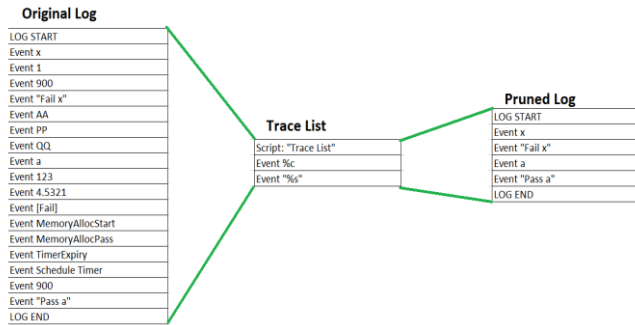 Original Log
LOG START
Event x
Event 1
Event 900
Event "Fail x"
Event AA
Event PP
Event QQ
Event a
Event 123
Event 4.5321
Event [Fail]
Event MemoryAllocStart
Event MemoryAllocPass
Event TimerExpiry
Event Schedule Timer
Event 900
Event "Pass a"
LOG END
Trace List
Script: "Trace List"
Event %c
Event "%s"
Pruned Log
LOG START
Event x
Event "Fail x"
Event a
Event "Pass a"
LOG END